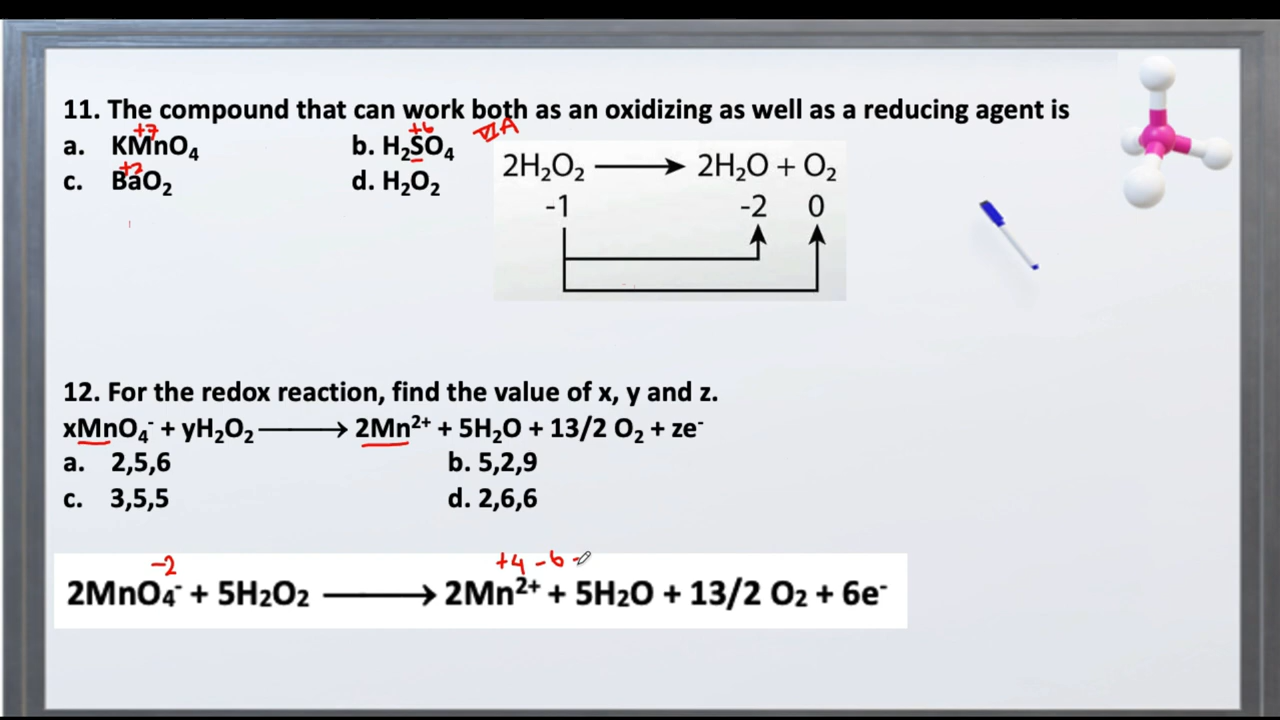 11. The compound that can work both as an oxidizing as well as a reducing agent is
+7 +6 VIA
a. KMnO₄ b. H₂SO₄
+2
c. BaO₂ d. H₂O₂
2H₂O₂ ⟶ 2H₂O + O₂
-1 -2 0
12. For the redox reaction, find the value of x, y and z.
xMnO₄⁻ + yH₂O₂ ⟶ 2Mn²⁺ + 5H₂O + 13/2 O₂ + ze⁻
a. 2,5,6 b. 5,2,9
c. 3,5,5 d. 2,6,6
-2 +4 -6 =
2MnO₄⁻ + 5H₂O₂ ⟶ 2Mn²⁺ + 5H₂O + 13/2 O₂ + 6e⁻